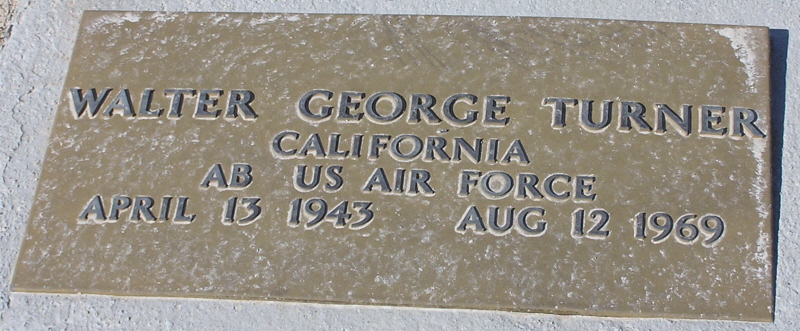 WALTER GEORGE TURNER
CALIFORNIA
AB US AIR FORCE
APRIL 13 1943 AUG 12 1969